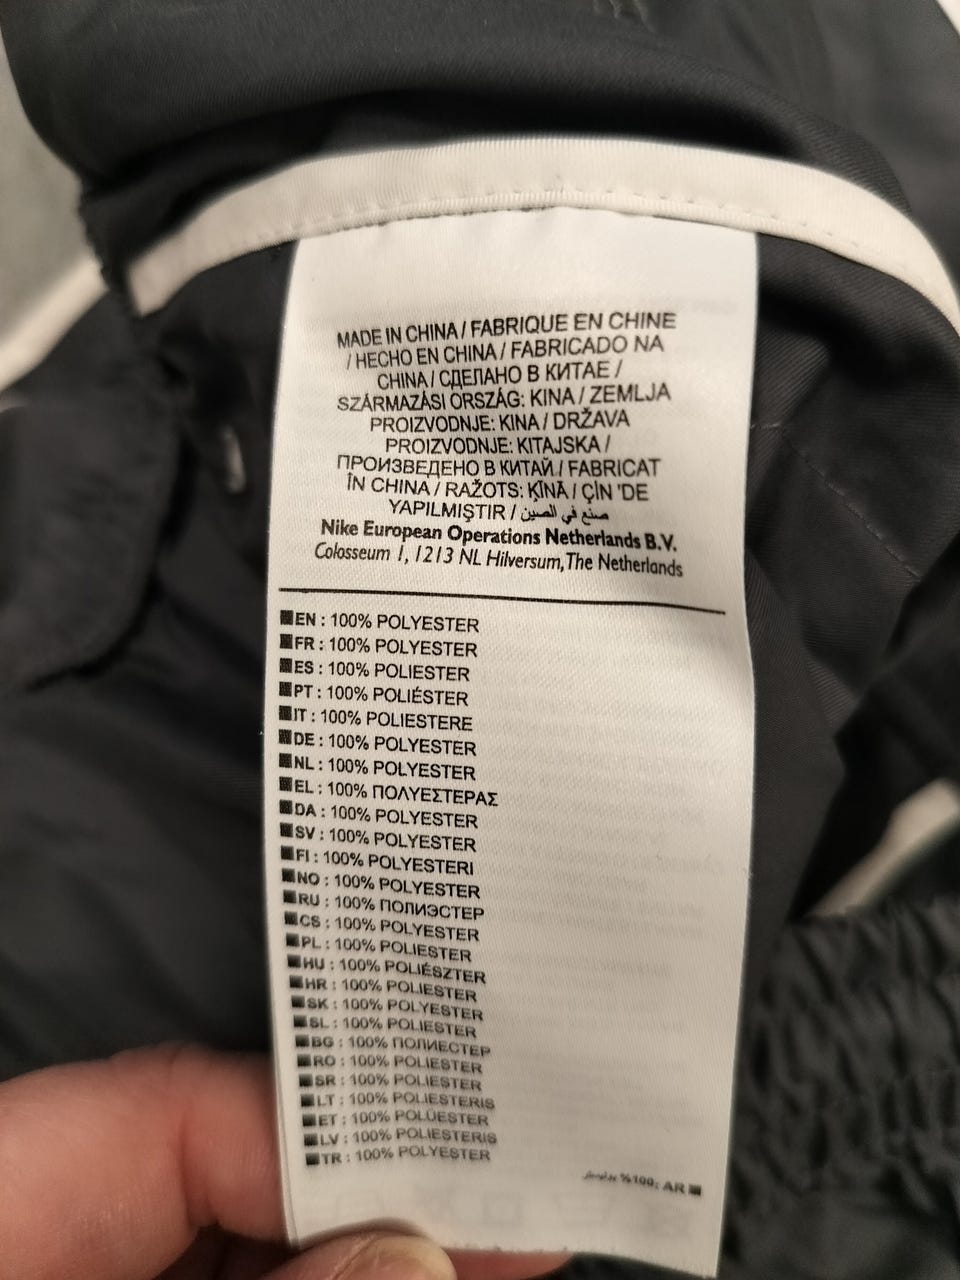 MADE IN CHINA / FABRIQUE EN CHINE
/ HECHO EN CHINA / FABRICADO NA
CHINA / СДЕЛАНО В КИТАЕ /
SZÁRMAZÁSI ORSZÁG: KINA / ZEMLJA
PROIZVODNJE: KINA / DRŽAVA
PROIZVODNJE: KITAJSKA /
ПРОИЗВЕДЕНО В КИТАЙ / FABRICAT
ÎN CHINA / RAŽOTS: ĶĪNĀ / ÇİN 'DE
YAPILMIŞTIR / صنع في الصين
Nike European Operations Netherlands B.V.
Colosseum 1, 1213 NL Hilversum, The Netherlands
EN : 100% POLYESTER
FR : 100% POLYESTER
ES : 100% POLIESTER
PT : 100% POLIÉSTER
IT : 100% POLIESTERE
DE : 100% POLYESTER
NL : 100% POLYESTER
EL : 100% ΠΟΛΥΕΣΤΕΡΑΣ
DA : 100% POLYESTER
SV : 100% POLYESTER
FI : 100% POLYESTERI
NO : 100% POLYESTER
RU : 100% ПОЛИЭСТЕР
CS : 100% POLYESTER
PL : 100% POLIESTER
HU : 100% POLIÉSZTER
HR : 100% POLIESTER
SK : 100% POLYESTER
SL : 100% POLIESTER
BG : 100% ПОЛИЕСТЕР
RO : 100% POLIESTER
SR : 100% POLIESTER
LT : 100% POLIESTERIS
ET : 100% POLÜESTER
LV : 100% POLIESTERIS
TR : 100% POLYESTER
AR :100% بوليستر